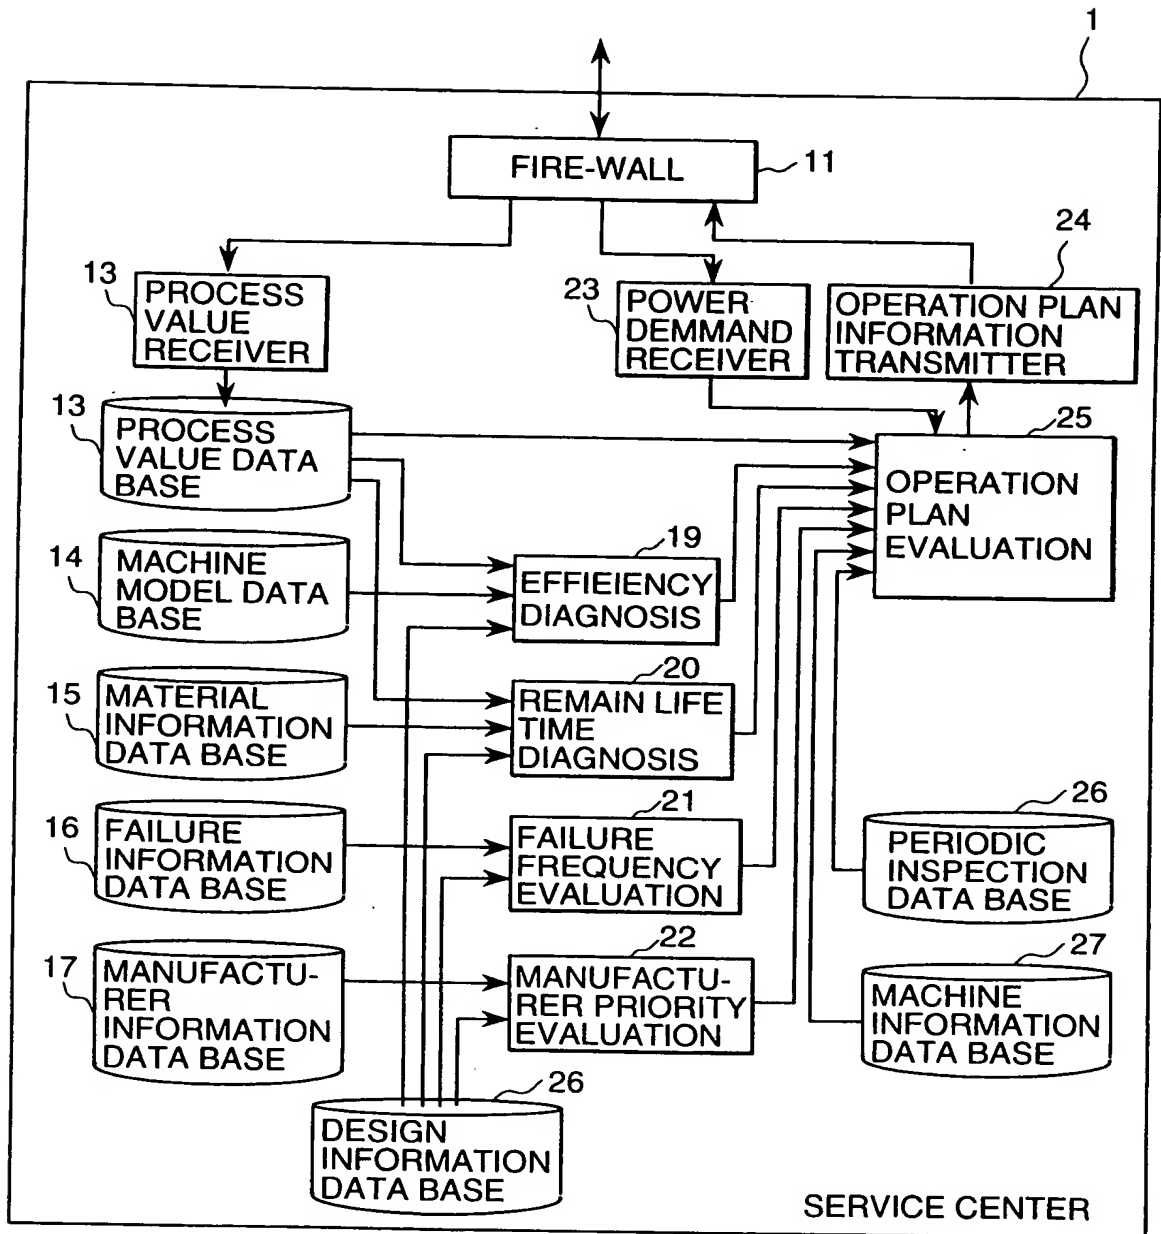 1
FIRE-WALL
11
24
13
PROCESS
VALUE
RECEIVER
23
POWER
DEMMAND
RECEIVER
OPERATION PLAN
INFORMATION
TRANSMITTER
13
PROCESS
VALUE DATA
BASE
25
OPERATION
PLAN
EVALUATION
14
MACHINE
MODEL DATA
BASE
19
EFFIEIENCY
DIAGNOSIS
15
MATERIAL
INFORMATION
DATA BASE
20
REMAIN LIFE
TIME
DIAGNOSIS
16
FAILURE
INFORMATION
DATA BASE
21
FAILURE
FREQUENCY
EVALUATION
26
PERIODIC
INSPECTION
DATA BASE
17
MANUFACTU-
RER
INFORMATION
DATA BASE
22
MANUFACTU-
RER PRIORITY
EVALUATION
27
MACHINE
INFORMATION
DATA BASE
26
DESIGN
INFORMATION
DATA BASE
SERVICE CENTER